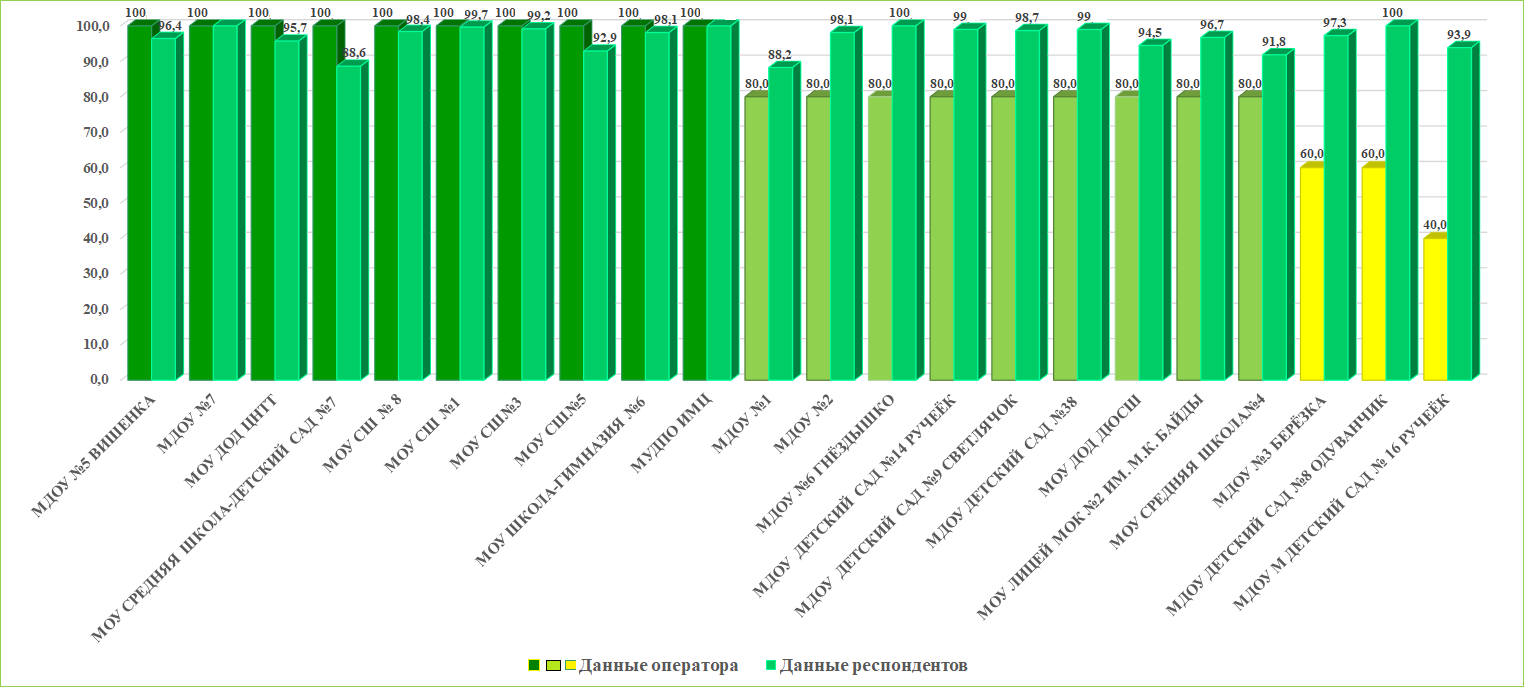 100,0
90,0
80,0
70,0
60,0
50,0
40,0
30,0
20,0
10,0
0,0
100 96,4
100
100 95,7
100 88,6
100 98,4
100 99,7
100 99,2
100 92,9
100 98,1
100
80,0 88,2
80,0 98,1
80,0 100
80,0 99
80,0 98,7
80,0 99
80,0 94,5
80,0 96,7
80,0 91,8
60,0 97,3
60,0 100
40,0 93,9
МДОУ №5 ВИШЕНКА
МДОУ №7
МОУ ДОД ЦНТТ
МОУ СРЕДНЯЯ ШКОЛА-ДЕТСКИЙ САД №7
МОУ СШ № 8
МОУ СШ №1
МОУ СШ№3
МОУ СШ№5
МОУ ШКОЛА-ГИМНАЗИЯ №6
МУДПО ИМЦ
МДОУ №1
МДОУ №2
МДОУ №6 ГНЁЗДЫШКО
МДОУ ДЕТСКИЙ САД №14 РУЧЕЁК
МДОУ ДЕТСКИЙ САД №9 СВЕТЛЯЧОК
МДОУ ДЕТСКИЙ САД №38
МОУ ДОД ДЮСШ
МОУ ЛИЦЕЙ МОК №2 ИМ. М.К. БАЙДЫ
МОУ СРЕДНЯЯ ШКОЛА№4
МДОУ №3 БЕРЁЗКА
МДОУ ДЕТСКИЙ САД №8 ОДУВАНЧИК
МДОУ М ДЕТСКИЙ САД № 16 РУЧЕЁК
Данные оператора
Данные респондентов